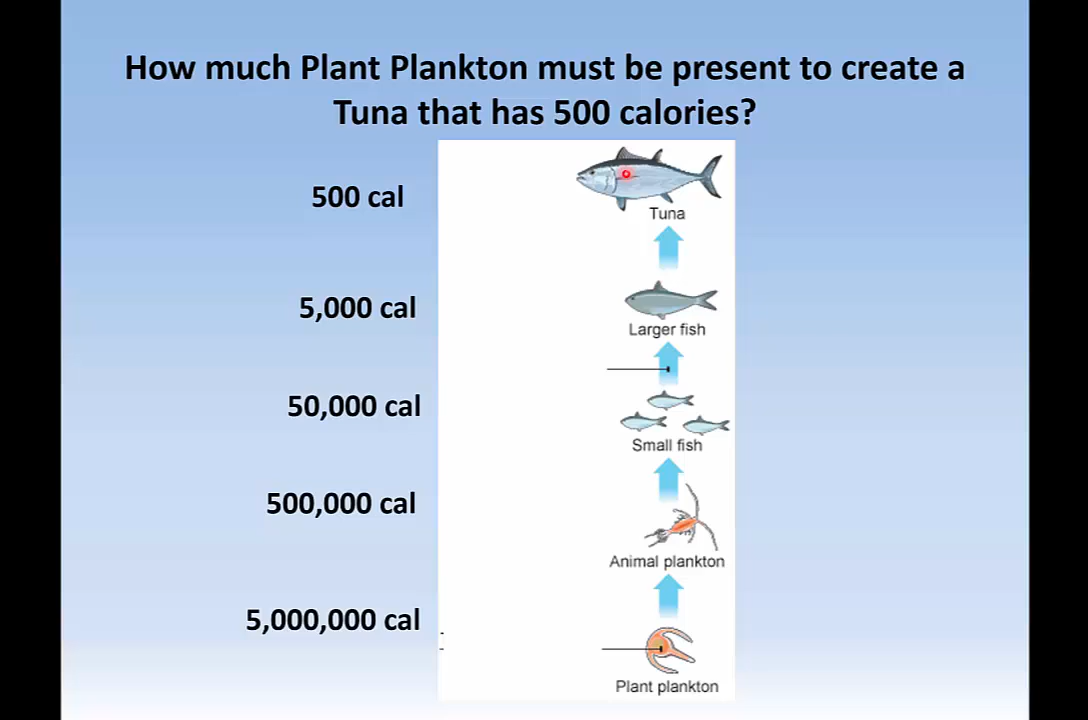 How much Plant Plankton must be present to create a
Tuna that has 500 calories?
500 cal
Tuna
5,000 cal
Larger fish
50,000 cal
Small fish
500,000 cal
Animal plankton
5,000,000 cal
Plant plankton